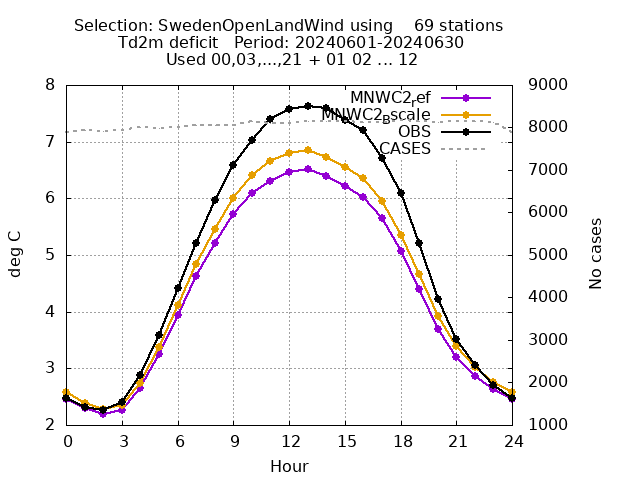 Selection: SwedenOpenLandWind using 69 stations
Td2m deficit Period: 20240601-20240630
Used 00,03,...,21 + 01 02 ... 12
MNWC2_ref
MNWC2_Bscale
OBS
CASES
8
7
6
5
4
3
2
9000
8000
7000
6000
5000
4000
3000
2000
1000
deg C
No cases
0 3 6 9 12 15 18 21 24
Hour